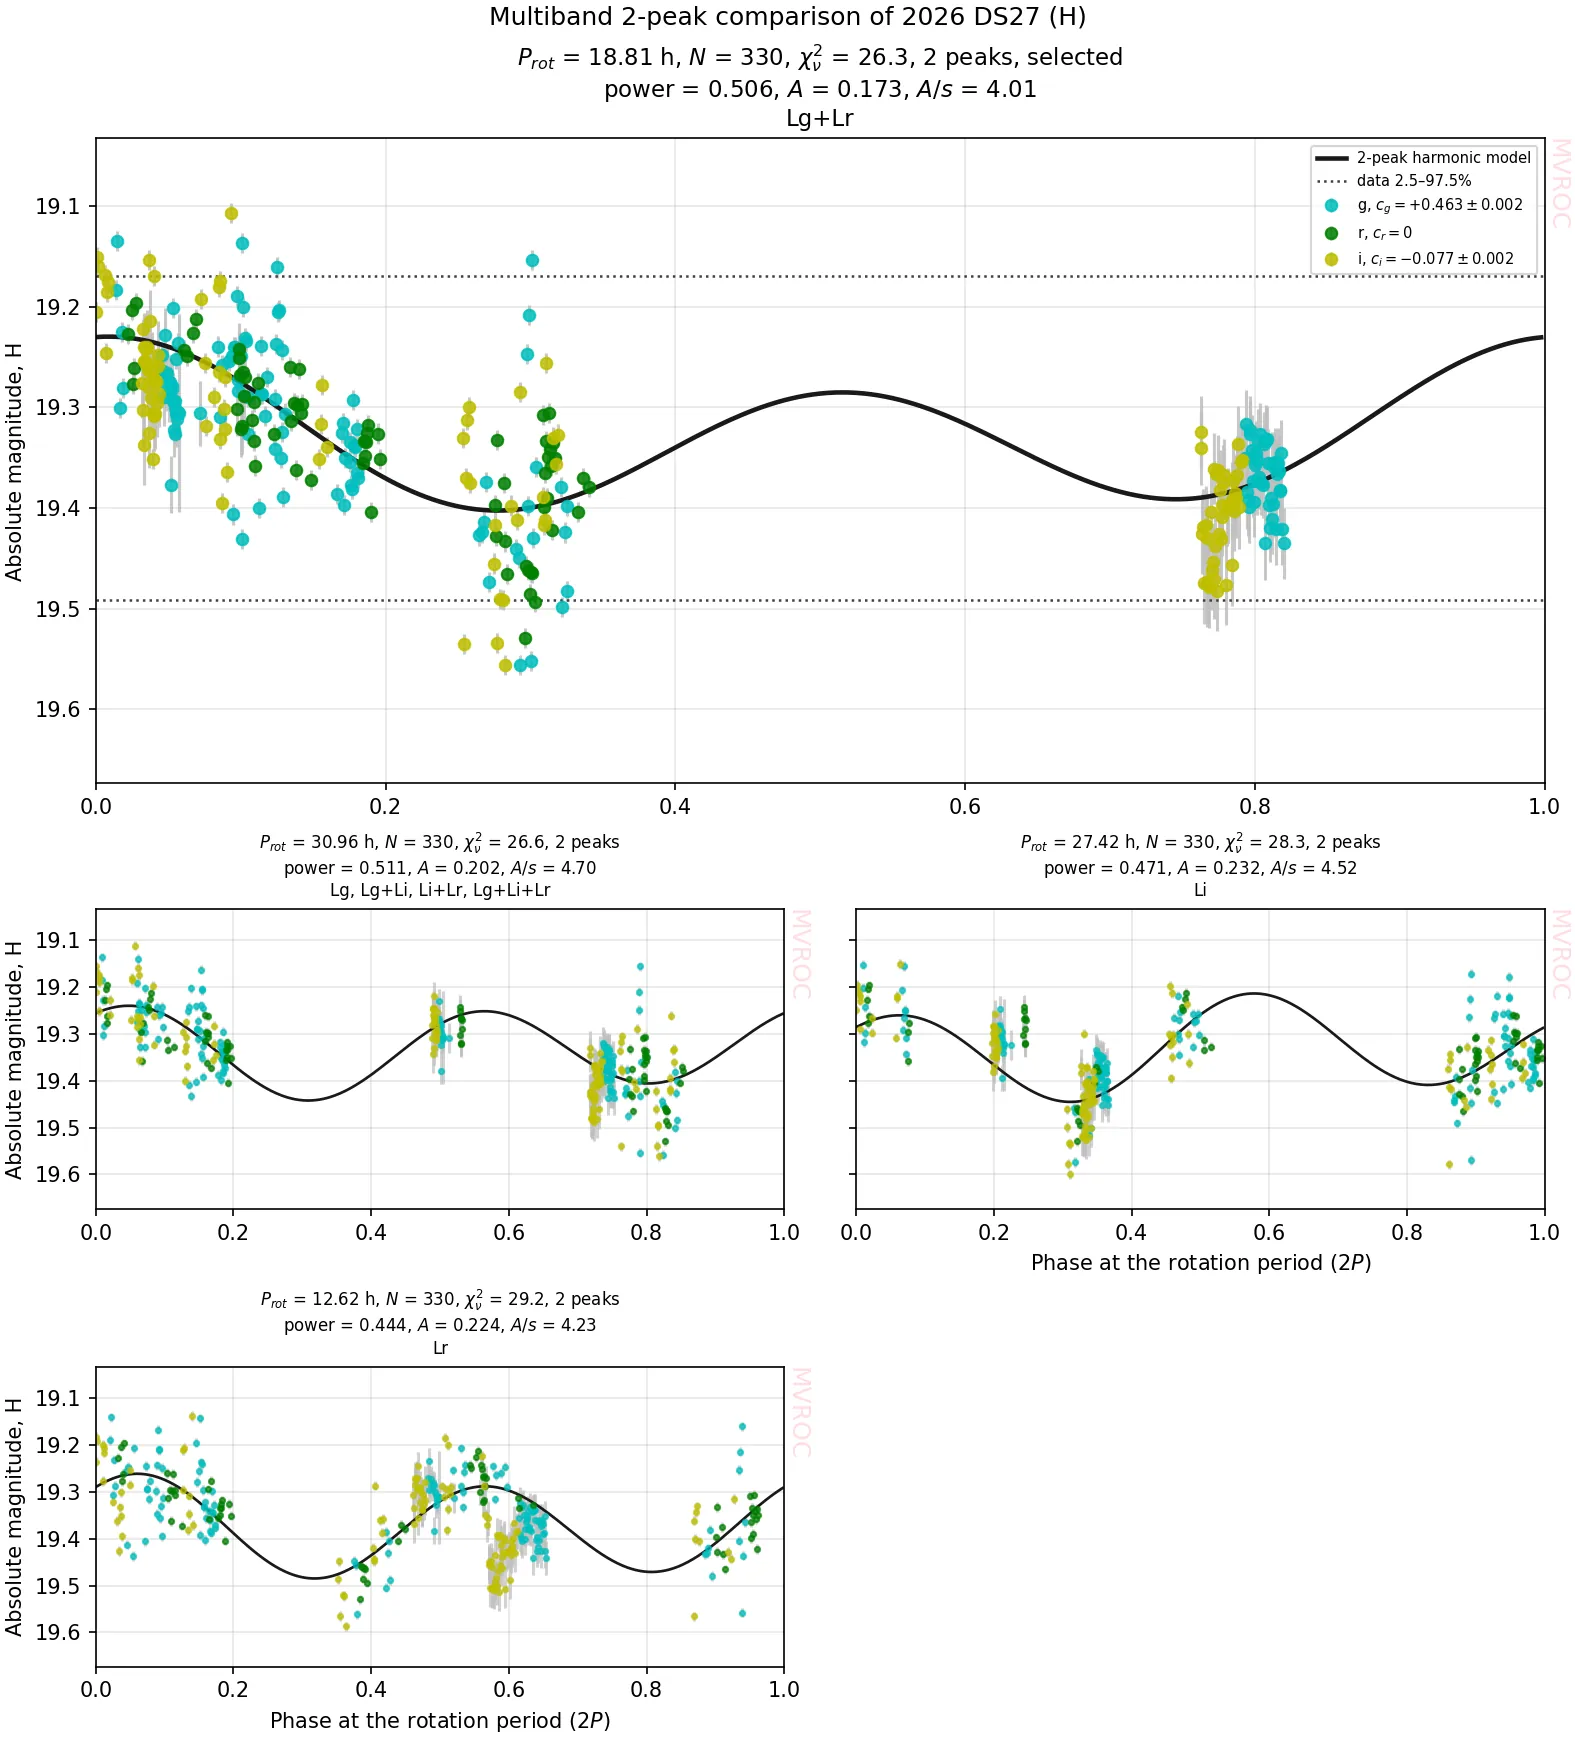 Multiband 2-peak comparison of 2026 DS27 (H)
P_rot = 18.81 h, N = 330, χ²_ν = 26.3, 2 peaks, selected
power = 0.506, A = 0.173, A/s = 4.01
Lg+Lr
2-peak harmonic model
data 2.5–97.5%
g, c_g = +0.463 ± 0.002
r, c_r = 0
i, c_i = −0.077 ± 0.002
MVROC
Absolute magnitude, H
19.1
19.2
19.3
19.4
19.5
19.6
0.0 0.2 0.4 0.6 0.8 1.0
P_rot = 30.96 h, N = 330, χ²_ν = 26.6, 2 peaks
power = 0.511, A = 0.202, A/s = 4.70
Lg, Lg+Li, Li+Lr, Lg+Li+Lr
MVROC
Absolute magnitude, H
19.1
19.2
19.3
19.4
19.5
19.6
0.0 0.2 0.4 0.6 0.8 1.0
P_rot = 27.42 h, N = 330, χ²_ν = 28.3, 2 peaks
power = 0.471, A = 0.232, A/s = 4.52
Li
MVROC
0.0 0.2 0.4 0.6 0.8 1.0
Phase at the rotation period (2P)
P_rot = 12.62 h, N = 330, χ²_ν = 29.2, 2 peaks
power = 0.444, A = 0.224, A/s = 4.23
Lr
MVROC
Absolute magnitude, H
19.1
19.2
19.3
19.4
19.5
19.6
0.0 0.2 0.4 0.6 0.8 1.0
Phase at the rotation period (2P)